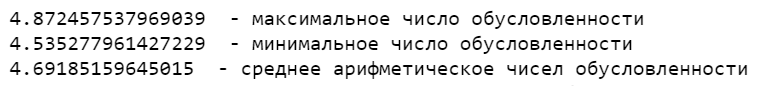 4.872457537969039  - максимальное число обусловленности
4.535277961427229  - минимальное число обусловленности
4.69185159645015  - среднее арифметическое чисел обусловленности